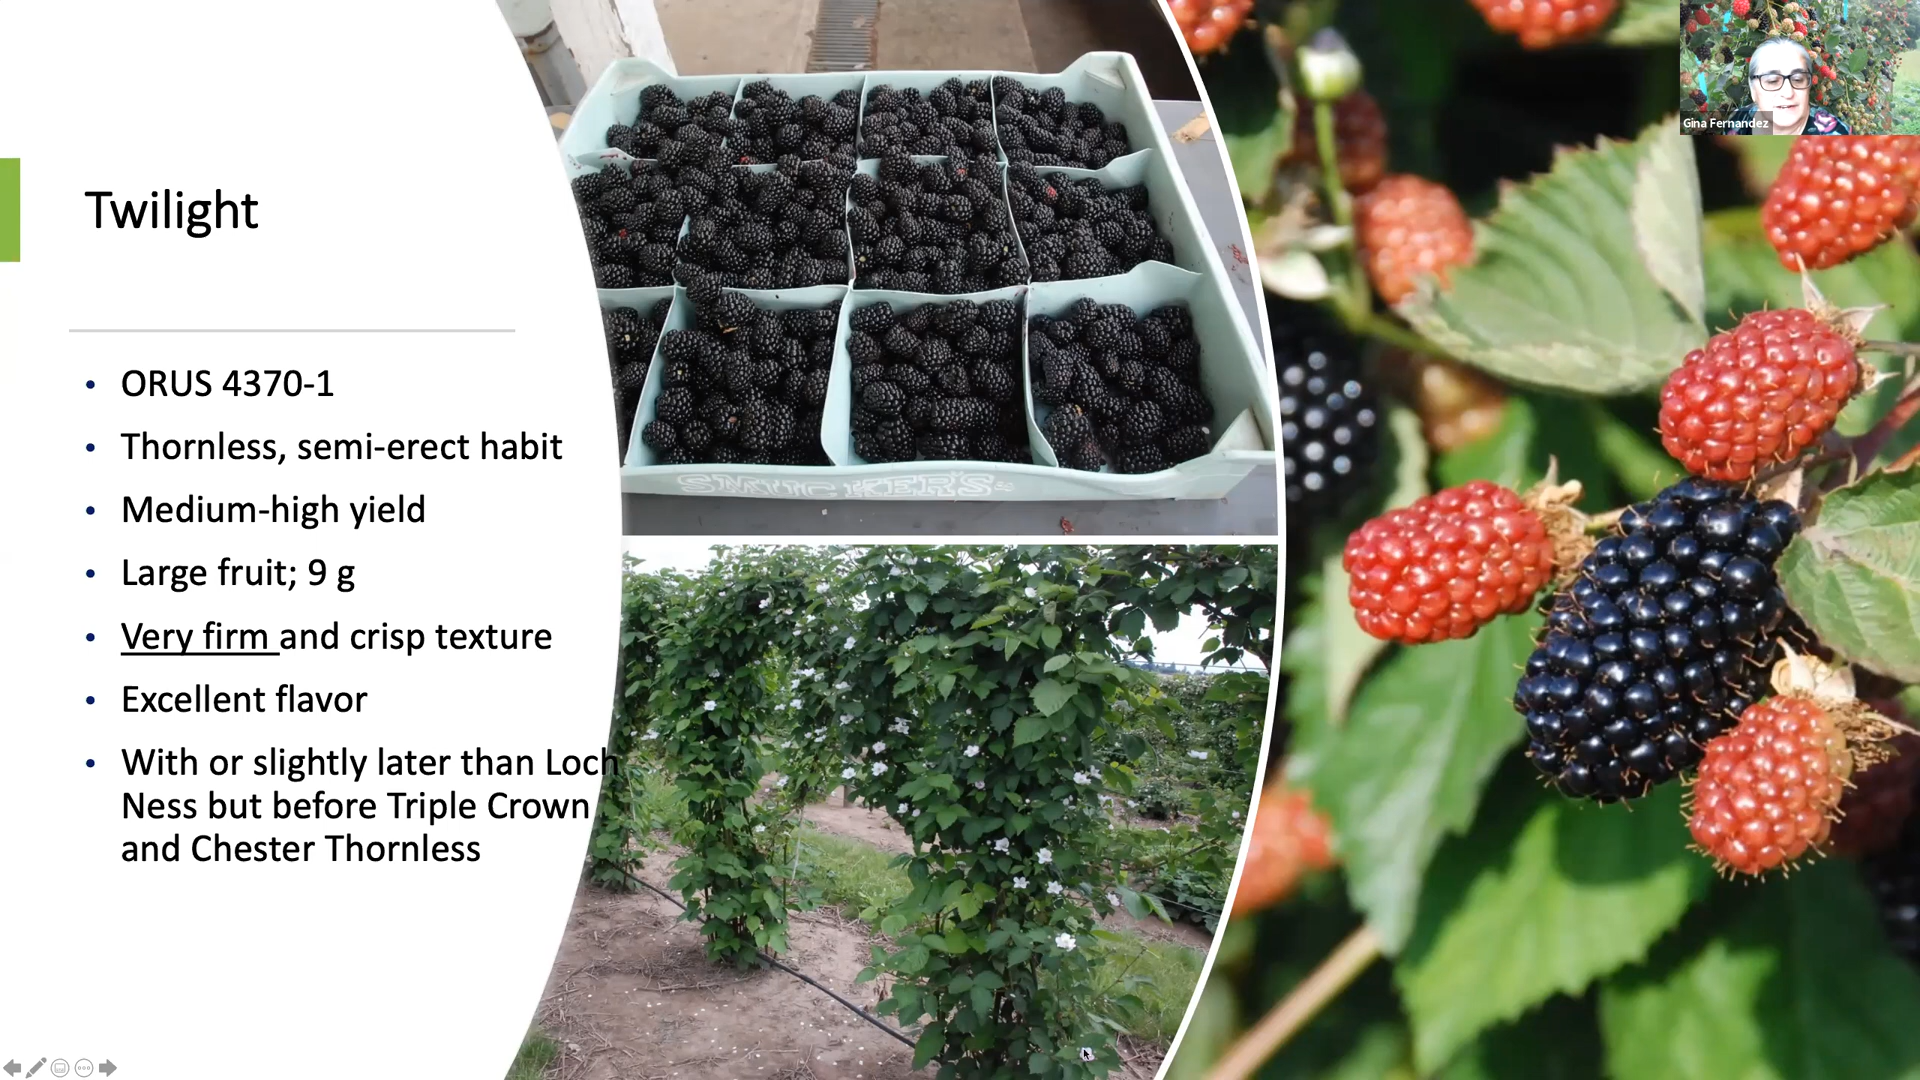 Twilight
• ORUS 4370-1
• Thornless, semi-erect habit
• Medium-high yield
• Large fruit; 9 g
• Very firm and crisp texture
• Excellent flavor
• With or slightly later than Loch
Ness but before Triple Crown
and Chester Thornless
SMUCKER'S
Gina Fernandez